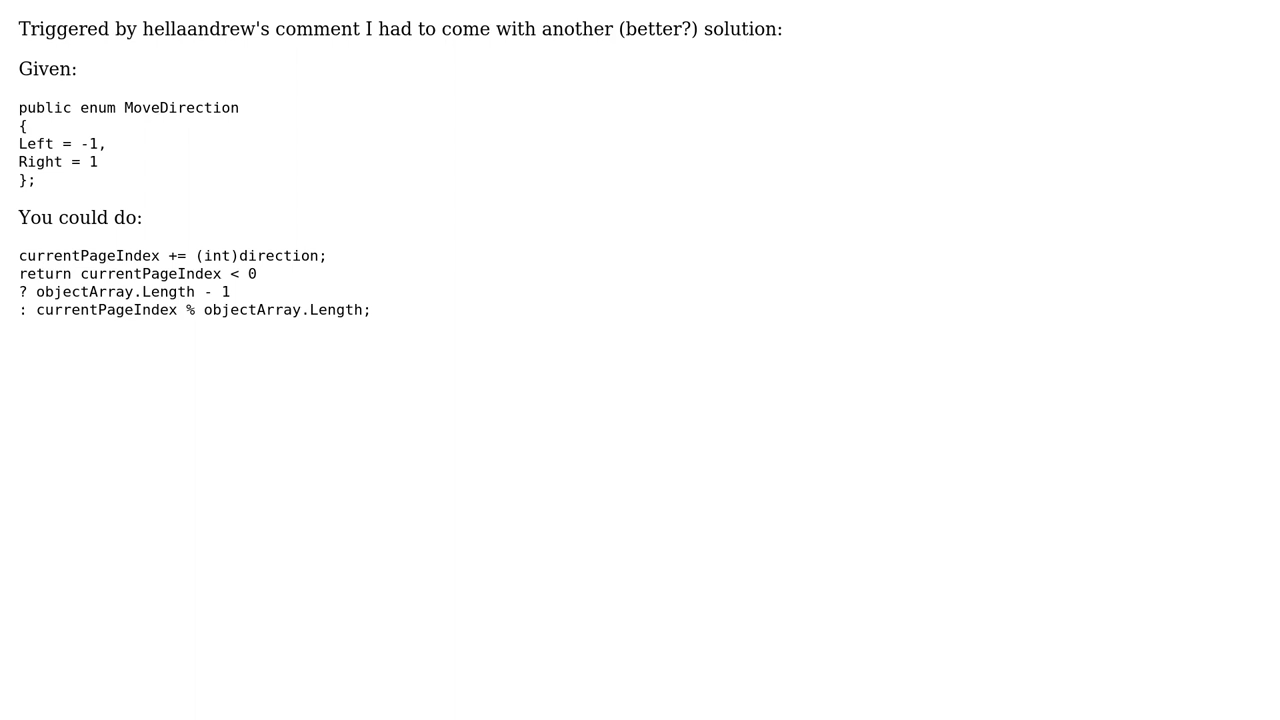 Triggered by hellaandrew's comment I had to come with another (better?) solution:
Given:
public enum MoveDirection
{
Left = -1,
Right = 1
};
You could do:
currentPageIndex += (int)direction;
return currentPageIndex < 0
? objectArray.Length - 1
: currentPageIndex % objectArray.Length;